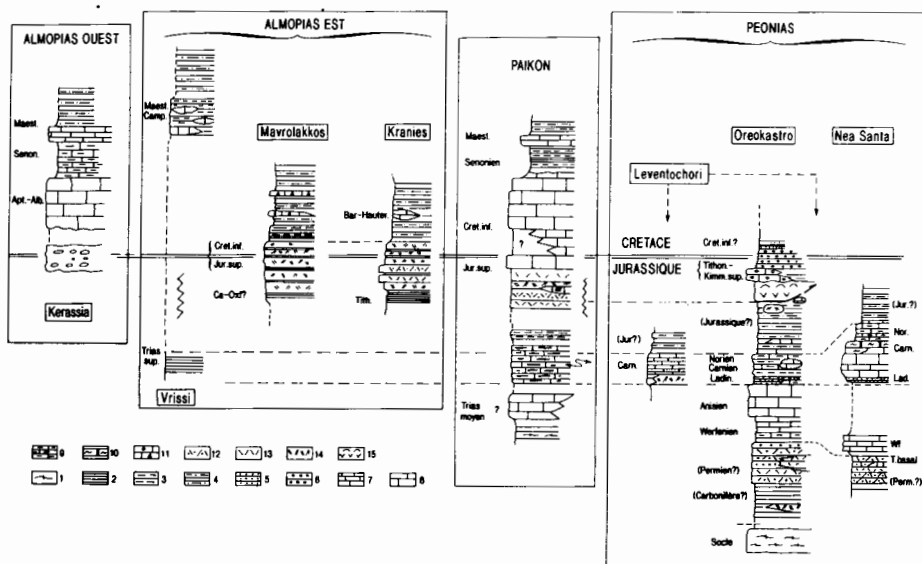 ALMOPIAS OUEST
Maest.
Senon.
Apt.-Alb.
Kerassia
ALMOPIAS EST
Maest.
Camp.
Mavrolakkos
Kranies
Bar-Hauter.
Cret.inf.
Jur.sup.
Ca-Oxf?
Tith.
Trias
sup.
Vrissi
PAIKON
Maest.
Senonien
Cret.inf.
?
Jur.sup.
Trias
moyen ?
PEONIAS
Oreokastro
Nea Santa
Leventochori
CRETACE
JURASSIQUE
Cret.inf.?
Tithon.-
Kimm.sup.
(Jurassique?)
(Jur?)
Carn.
Norien
Carnien
Ladin.
Anisien
Werfenien
(Permien?)
(Carbonifère?)
Socle
(Jur.?)
Nor.
Carn.
Lad.
Wf
T.basal
(Perm.?)
9 10 11 12 13 14 15
1 2 3 4 5 6 7 8